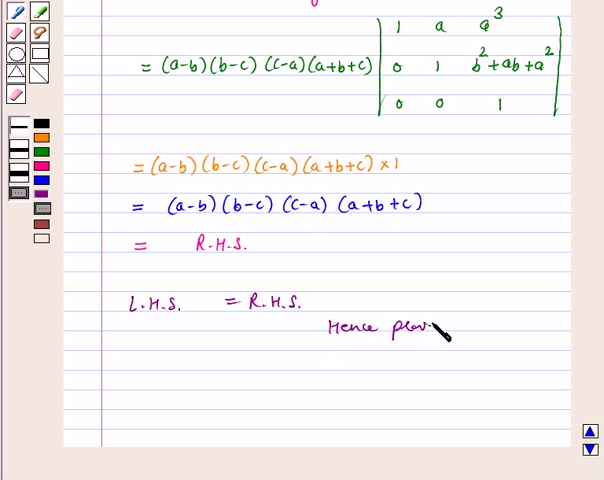 1 a a³
= (a-b) (b-c) (c-a) (a+b+c) 0 1 b²+ab+a²
0 0 1
= (a-b) (b-c) (c-a) (a+b+c) × 1
= (a-b) (b-c) (c-a) (a+b+c)
= R.H.S.
L.H.S. = R.H.S.
Hence